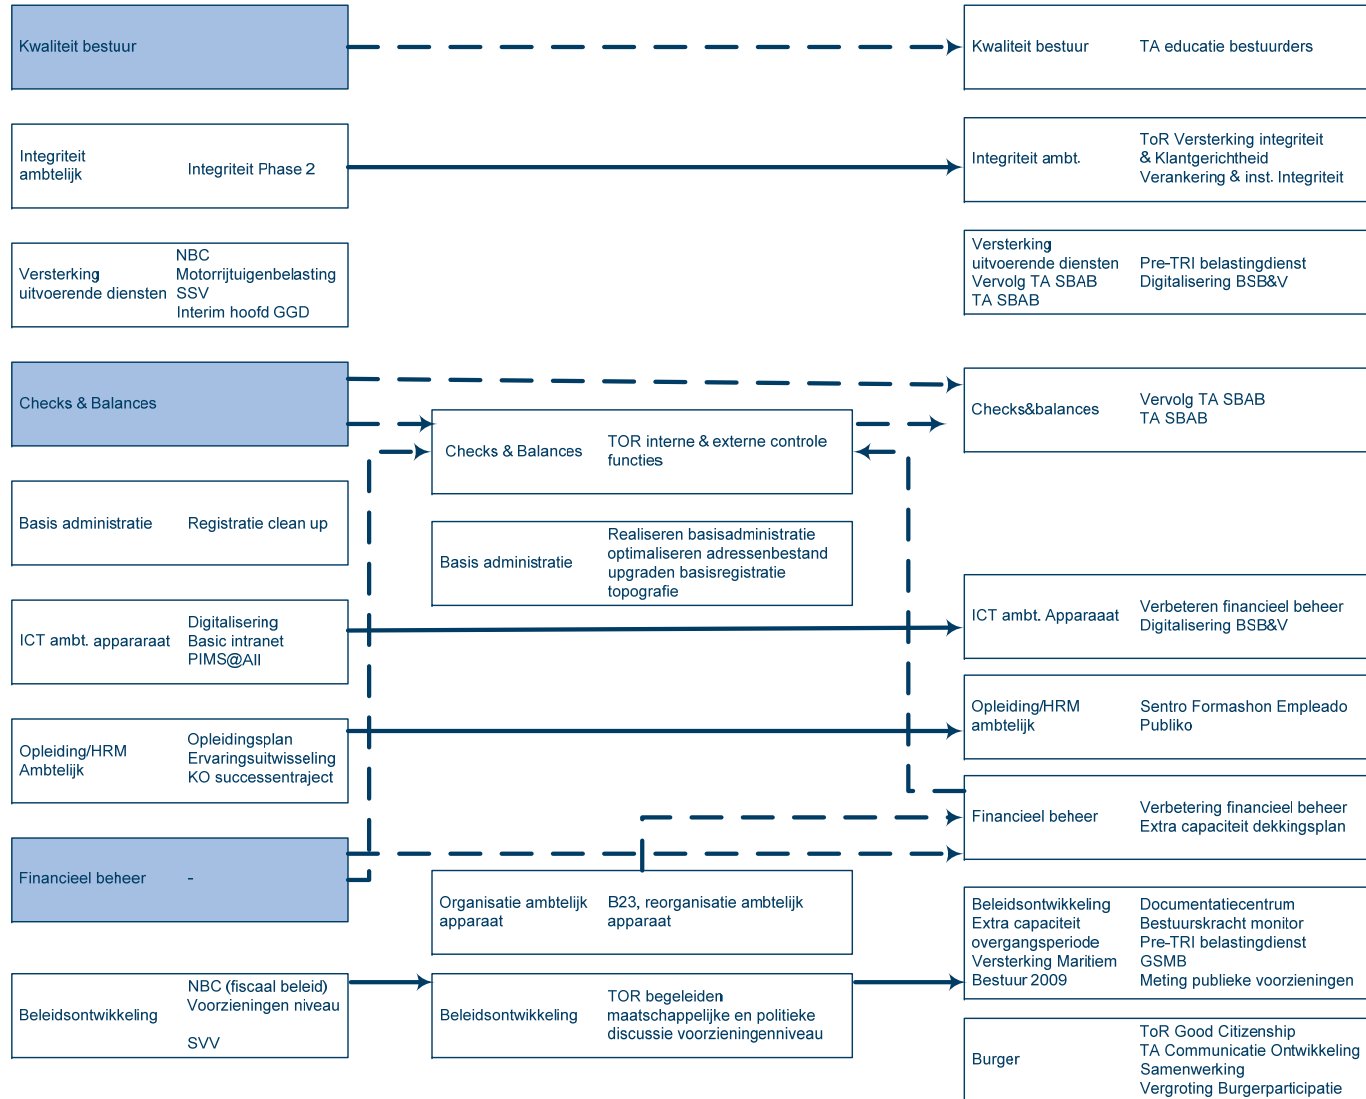 Kwaliteit bestuur
Kwaliteit bestuur
TA educatie bestuurders
Integriteit
ambtelijk
Integriteit Phase 2
Integriteit ambt.
ToR Versterking integriteit
& Klantgerichtheid
Verankering & inst. Integriteit
Versterking
uitvoerende diensten
NBC
Motorrijtuigenbelasting
SSV
Interim hoofd GGD
Versterking
uitvoerende diensten
Vervolg TA SBAB
TA SBAB
Pre-TRI belastingdienst
Digitalisering BSB&V
Checks & Balances
Checks & Balances
TOR interne & externe controle
functies
Checks&balances
Vervolg TA SBAB
TA SBAB
Basis administratie
Registratie clean up
Basis administratie
Realiseren basisadministratie
optimaliseren adressenbestand
upgraden basisregistratie
topografie
ICT ambt. appararaat
Digitalisering
Basic intranet
PIMS@All
ICT ambt. Apparaaat
Verbeteren financieel beheer
Digitalisering BSB&V
Opleiding/HRM
Ambtelijk
Opleidingsplan
Ervaringsuitwisseling
KO successentraject
Opleiding/HRM
ambtelijk
Sentro Formashon Empleado
Publiko
Financieel beheer
-
Financieel beheer
Verbetering financieel beheer
Extra capaciteit dekkingsplan
Organisatie ambtelijk
apparaat
B23, reorganisatie ambtelijk
apparaat
Beleidsontwikkeling
NBC (fiscaal beleid)
Voorzieningen niveau
SVV
Beleidsontwikkeling
TOR begeleiden
maatschappelijke en politieke
discussie voorzieningenniveau
Beleidsontwikkeling
Extra capaciteit
overgangsperiode
Versterking Maritiem
Bestuur 2009
Documentatiecentrum
Bestuurskracht monitor
Pre-TRI belastingdienst
GSMB
Meting publieke voorzieningen
Burger
ToR Good Citizenship
TA Communicatie Ontwikkeling
Samenwerking
Vergroting Burgerparticipatie